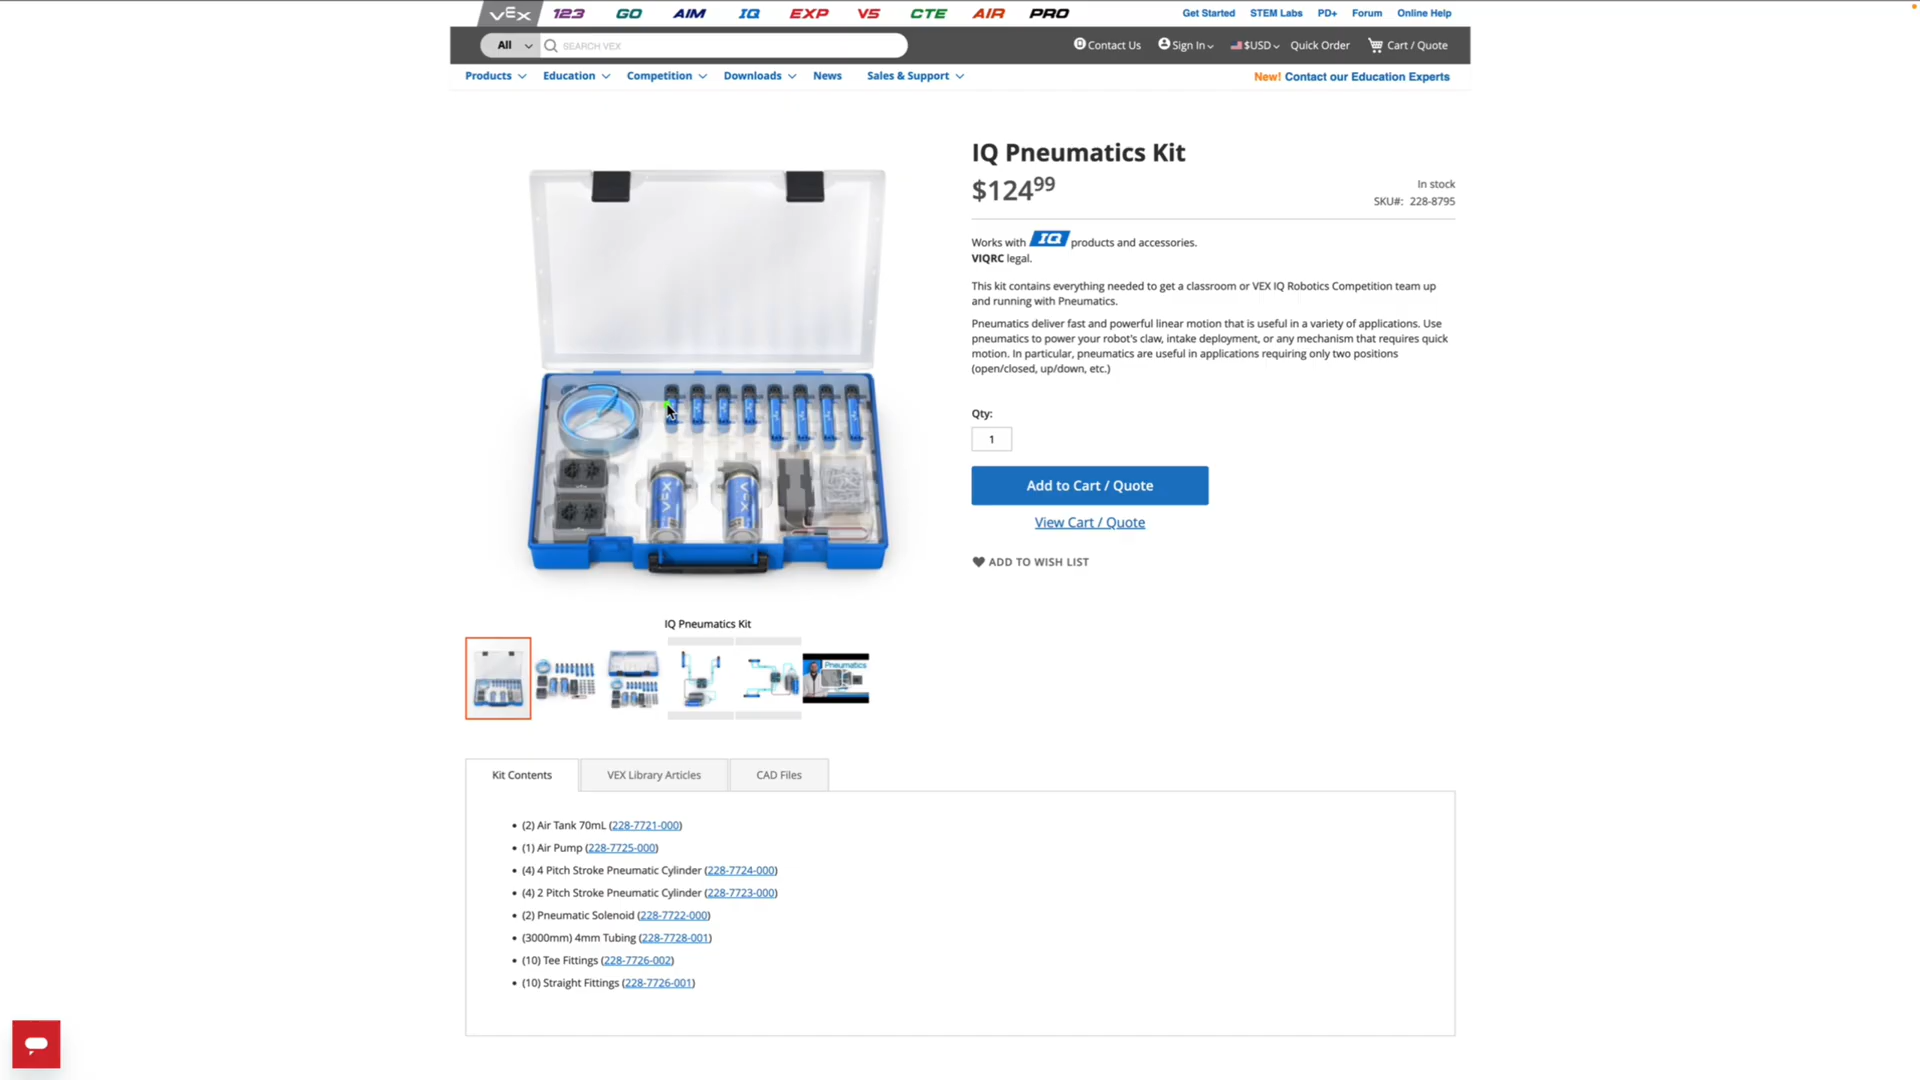 VEX 123 GO AIM IQ EXP V5 CTE AIR PRO Get Started STEM Labs PD+ Forum Online Help
All SEARCH VEX Contact Us Sign In $USD Quick Order Cart / Quote
Products Education Competition Downloads News Sales & Support New! Contact our Education Experts
IQ Pneumatics Kit
$124.99
In stock
SKU#: 228-8795
Works with IQ products and accessories.
VIQRC legal.
This kit contains everything needed to get a classroom or VEX IQ Robotics Competition team up
and running with Pneumatics.
Pneumatics deliver fast and powerful linear motion that is useful in a variety of applications. Use
pneumatics to power your robot's claw, intake deployment, or any mechanism that requires quick
motion. In particular, pneumatics are useful in applications requiring only two positions
(open/closed, up/down, etc.)
Qty:
1
Add to Cart / Quote
View Cart / Quote
ADD TO WISH LIST
VEX VEX
IQ Pneumatics Kit
Pneumatics
Kit Contents VEX Library Articles CAD Files
• (2) Air Tank 70mL (228-7721-000)
• (1) Air Pump (228-7725-000)
• (4) 4 Pitch Stroke Pneumatic Cylinder (228-7724-000)
• (4) 2 Pitch Stroke Pneumatic Cylinder (228-7723-000)
• (2) Pneumatic Solenoid (228-7722-000)
• (3000mm) 4mm Tubing (228-7728-001)
• (10) Tee Fittings (228-7726-002)
• (10) Straight Fittings (228-7726-001)